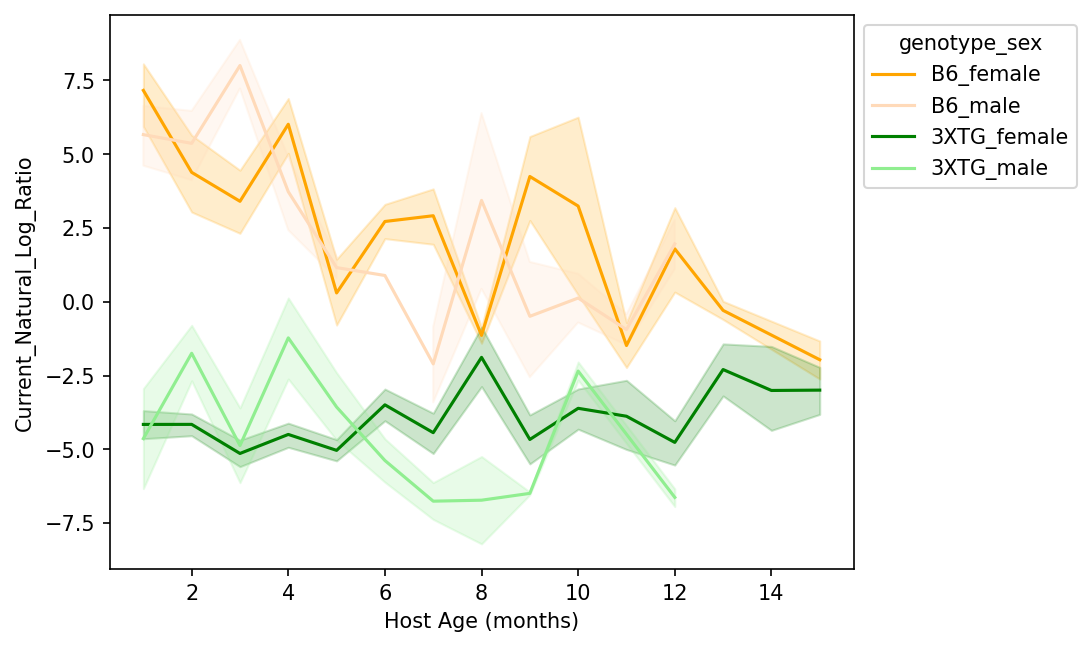 genotype_sex
B6_female
B6_male
3XTG_female
3XTG_male
Current_Natural_Log_Ratio
7.5
5.0
2.5
0.0
−2.5
−5.0
−7.5
2 4 6 8 10 12 14
Host Age (months)